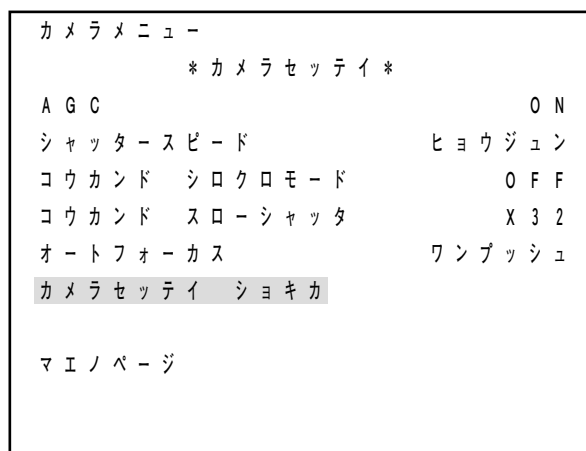 カメラメニュー
*カメラセッテイ*
AGC ON
シャッタースピード ヒョウジュン
コウカンド シロクロモード OFF
コウカンド スローシャッタ X32
オートフォーカス ワンプッシュ
カメラセッテイ ショキカ
マエノページ